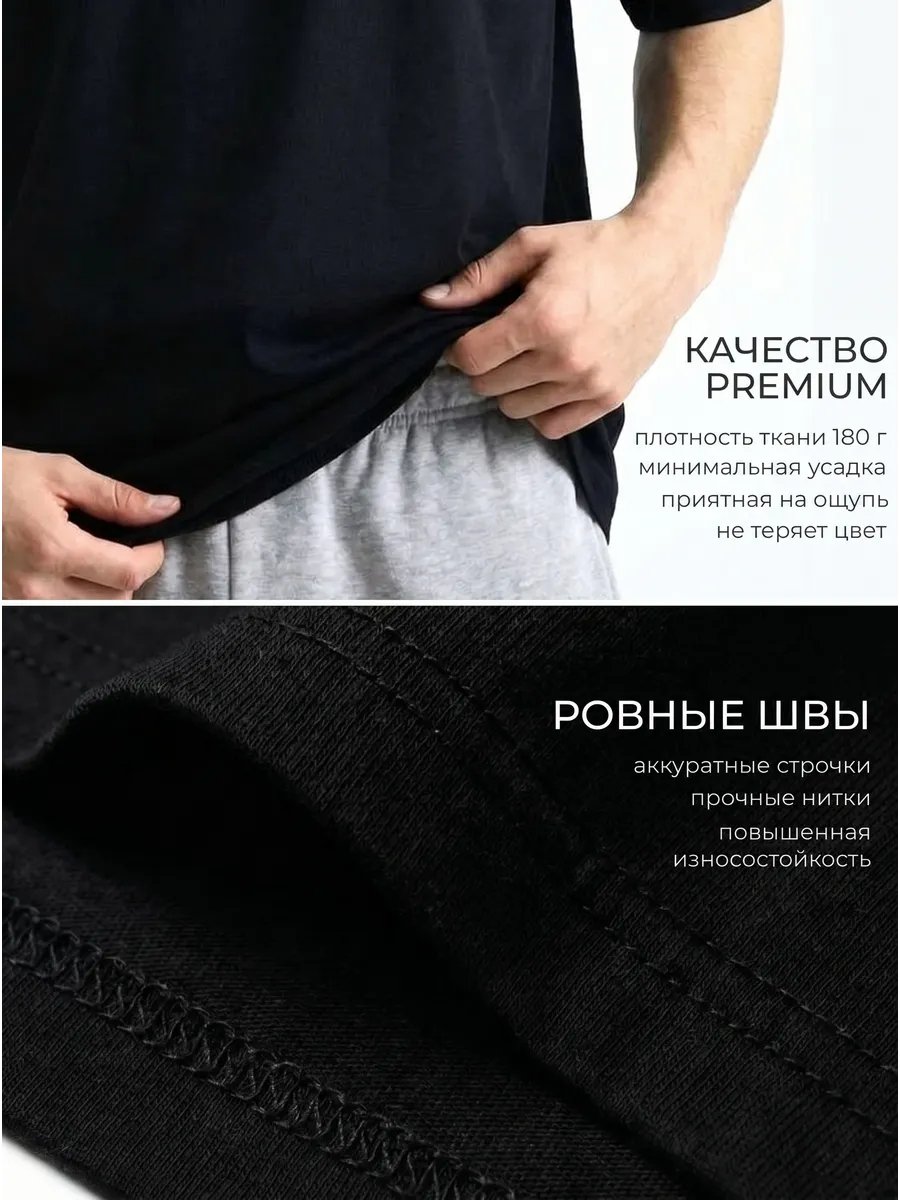 КАЧЕСТВО
PREMIUM
плотность ткани 180 г
минимальная усадка
приятная на ощупь
не теряет цвет
РОВНЫЕ ШВЫ
аккуратные строчки
прочные нитки
повышенная
износостойкость